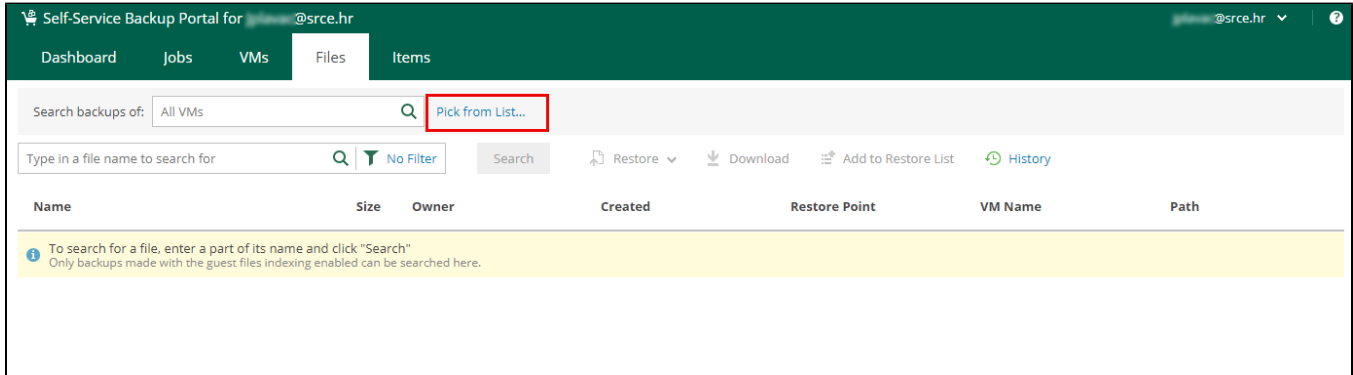 Self-Service Backup Portal for @srce.hr
@srce.hr
?
Dashboard Jobs VMs Files Items
Search backups of: All VMs Pick from List...
Type in a file name to search for No Filter Search Restore Download Add to Restore List History
Name Size Owner Created Restore Point VM Name Path
To search for a file, enter a part of its name and click "Search"
Only backups made with the guest files indexing enabled can be searched here.